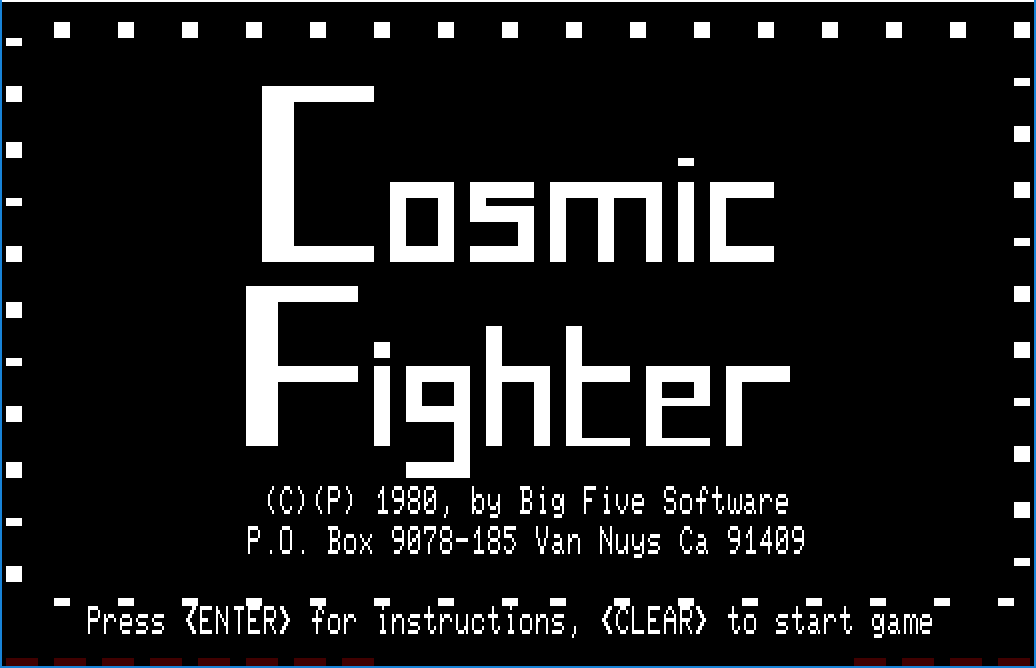 Cosmic
Fighter
(C)(P) 1980, by Big Five Software
P.O. Box 9078-185 Van Nuys Ca 91409
Press <ENTER> for instructions, <CLEAR> to start game